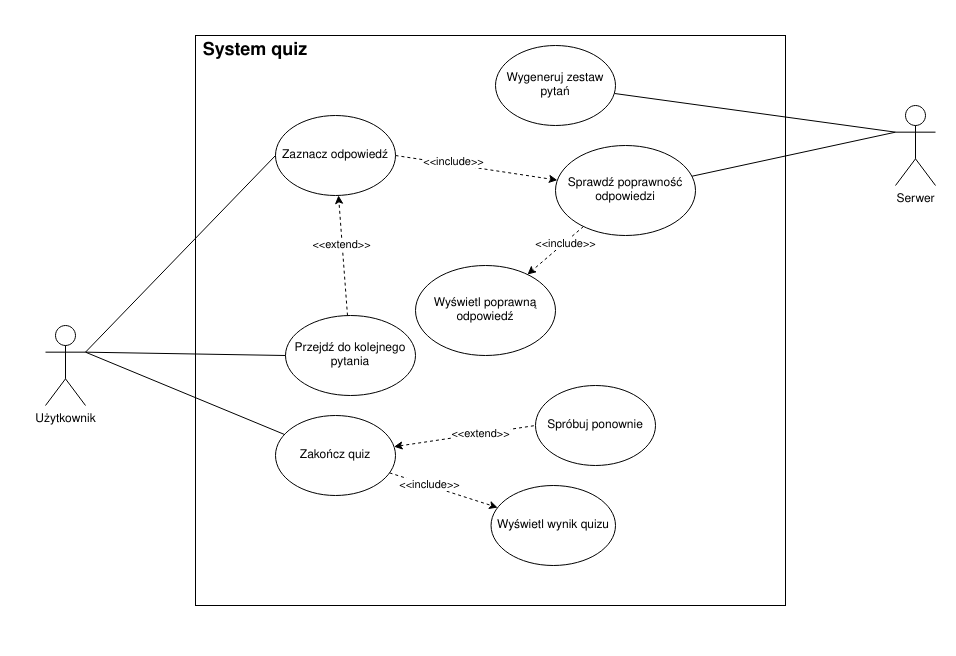 System quiz
Wygeneruj zestaw
pytań
Zaznacz odpowiedź
<<include>>
Sprawdź poprawność
odpowiedzi
Serwer
<<extend>>
<<include>>
Wyświetl poprawną
odpowiedź
Przejdź do kolejnego
pytania
Użytkownik
Spróbuj ponownie
<<extend>>
Zakończ quiz
<<include>>
Wyświetl wynik quizu